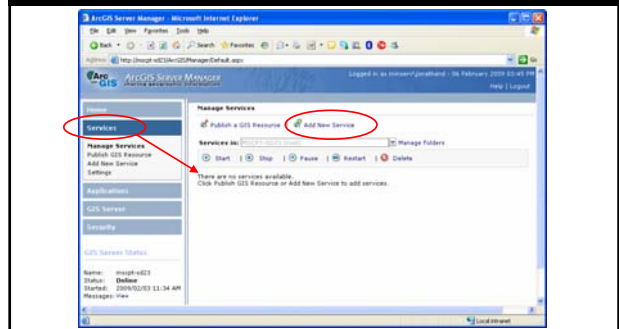 ArcGIS Server Manager - Microsoft Internet Explorer
File Edit View Favorites Tools Help
Back Search Favorites
Address Go
ArcGIS ArcGIS Server Manager
Help | Logout
Home
Manage Services
Publish a GIS Resource Add New Service
Services
Services in: Manage Folders
Manage Services
Publish GIS Resource
Add New Service
Settings
Start | Stop | Pause | Restart | Delete
There are no services available.
Click Publish GIS Resource or Add New Service to add services.
Applications
GIS Server
Security
GIS Server Status
Name:
Status: Online
Started: 2009/02/03 11:34 AM
Messages: View
Local intranet